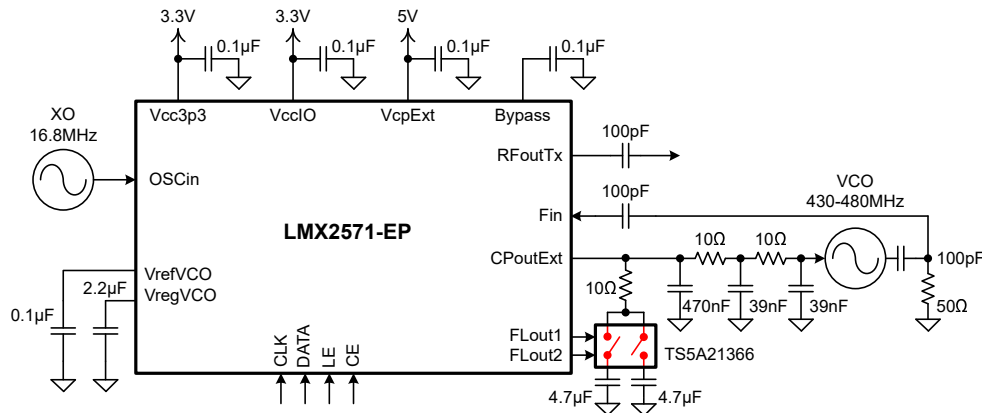 3.3V
3.3V
5V
0.1µF
0.1µF
0.1µF
0.1µF
XO
16.8MHz
Vcc3p3
VccIO
VcpExt
Bypass
100pF
RFoutTx
OSCin
100pF
VCO
430-480MHz
Fin
LMX2571-EP
10Ω
10Ω
CPoutExt
100pF
VrefVCO
10Ω
2.2µF
VregVCO
470nF
39nF
39nF
50Ω
0.1µF
FLout1
FLout2
TS5A21366
CLK
DATA
LE
CE
4.7µF
4.7µF